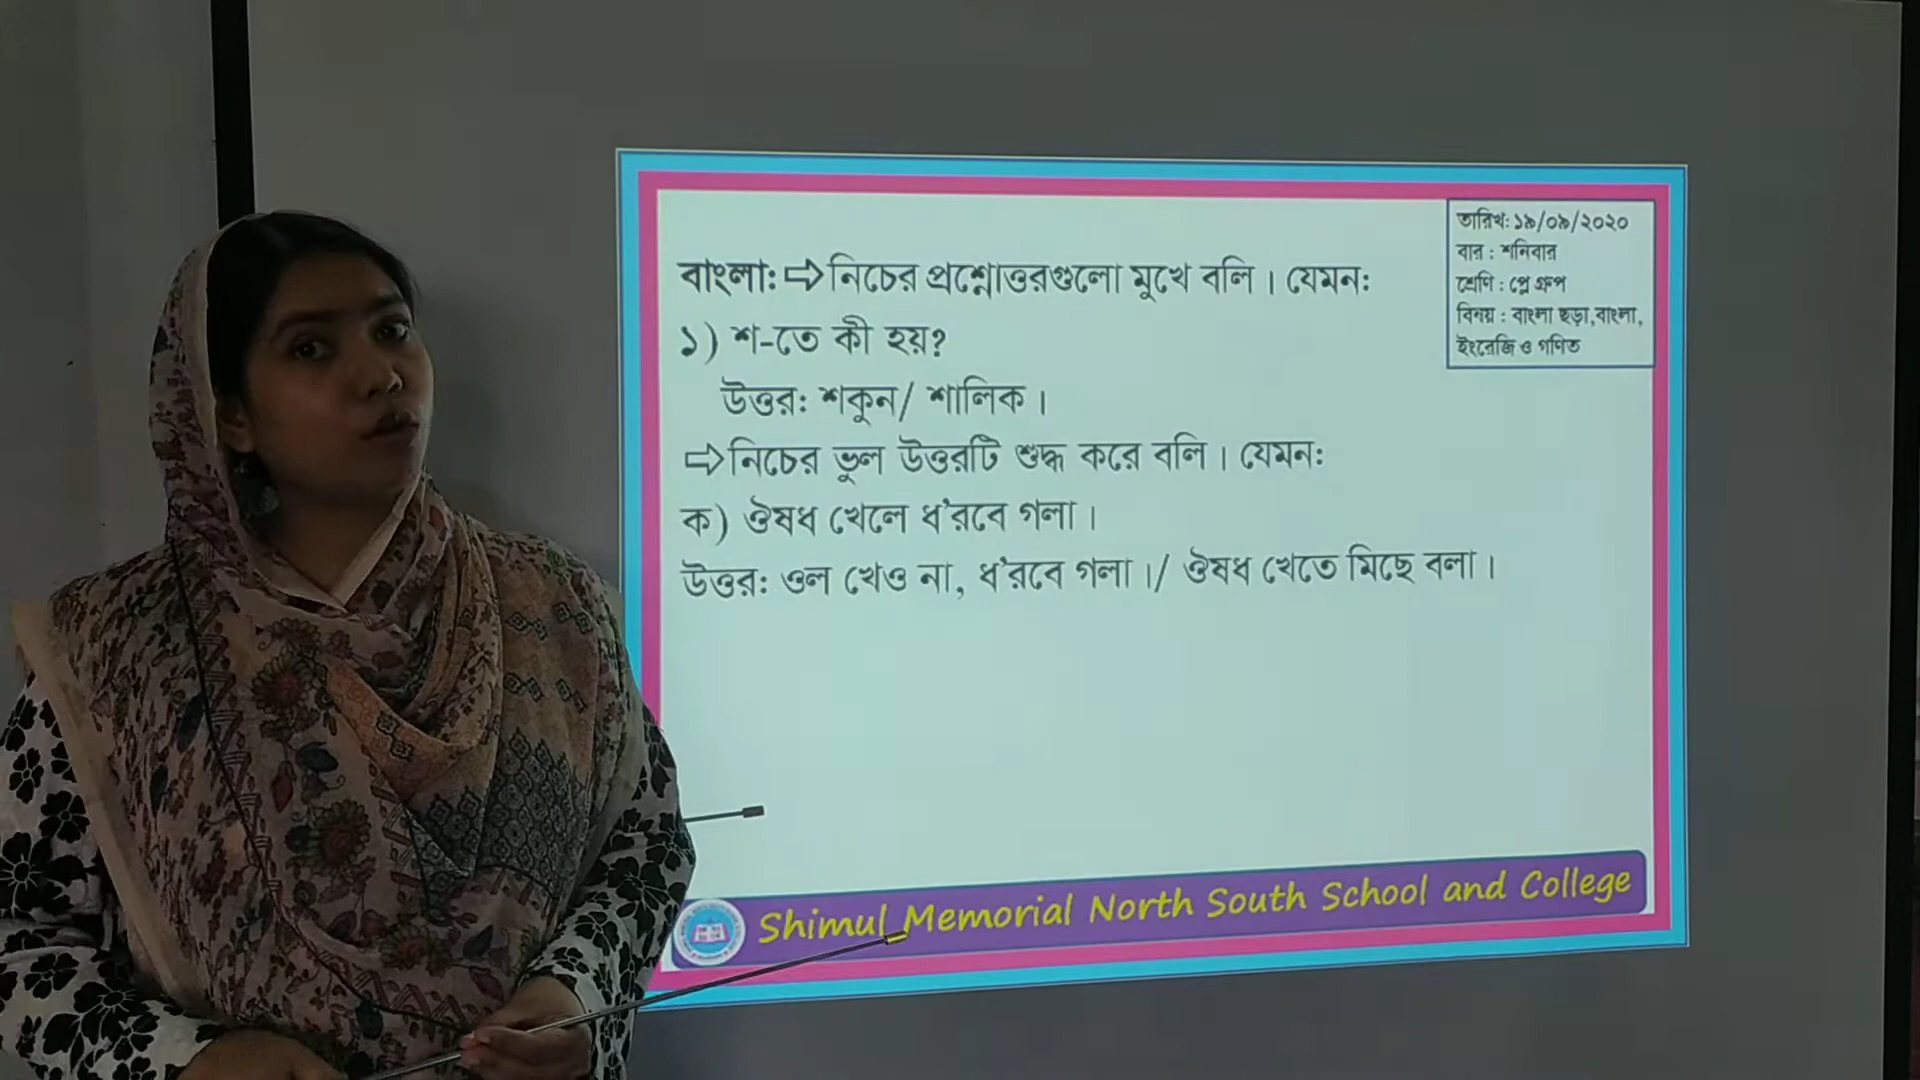 তারিখ: ১৯/০৯/২০২০
বার : শনিবার
শ্রেণি : প্লে গ্রুপ
বিষয় : বাংলা ছড়া,বাংলা,
ইংরেজি ও গণিত
বাংলা: ⇨নিচের প্রশ্নোত্তরগুলো মুখে বলি । যেমন:
১) শ-তে কী হয়?
উত্তর: শকুন/ শালিক ।
⇨নিচের ভুল উত্তরটি শুদ্ধ করে বলি । যেমন:
ক) ঔষধ খেলে ধ'রবে গলা ।
উত্তর: ওল খেও না, ধ'রবে গলা ।/ ঔষধ খেতে মিছে বলা ।
Shimul Memorial North South School and College